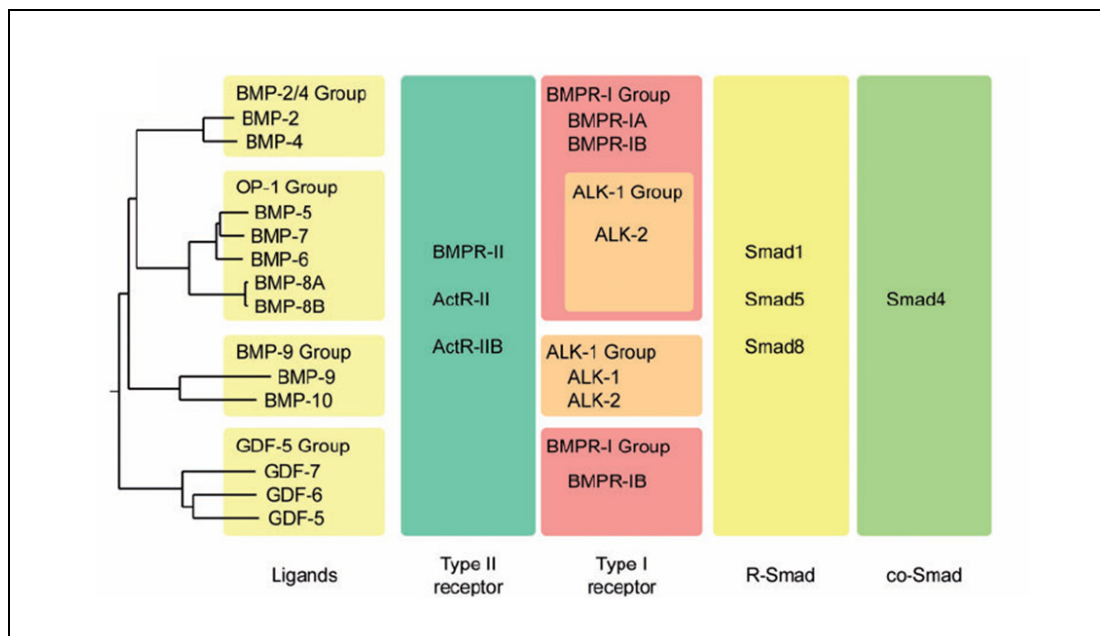 BMP-2/4 Group
BMP-2
BMP-4
OP-1 Group
BMP-5
BMP-7
BMP-6
BMP-8A
BMP-8B
BMP-9 Group
BMP-9
BMP-10
GDF-5 Group
GDF-7
GDF-6
GDF-5
Ligands
BMPR-II
ActR-II
ActR-IIB
Type II
receptor
BMPR-I Group
BMPR-IA
BMPR-IB
ALK-1 Group
ALK-2
ALK-1 Group
ALK-1
ALK-2
BMPR-I Group
BMPR-IB
Type I
receptor
Smad1
Smad5
Smad8
R-Smad
Smad4
co-Smad